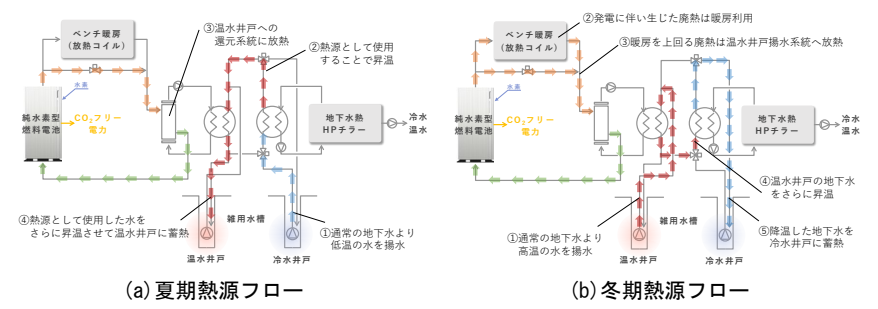 ベンチ暖房
(放熱コイル)
③温水井戸への
還元系統に放熱
②熱源として使用
することで昇温
水素
純水素型
燃料電池
CO2フリー
電力
地下水熱
HPチラー
冷水
温水
④熱源として使用した水を
さらに昇温させて温水井戸に蓄熱
雑用水槽
①通常の地下水より
低温の水を揚水
温水井戸
冷水井戸
(a)夏期熱源フロー
②発電に伴い生じた廃熱は暖房利用
ベンチ暖房
(放熱コイル)
③暖房を上回る廃熱は温水井戸揚水系統へ放熱
水素
純水素型
燃料電池
CO2フリー
電力
地下水熱
HPチラー
冷水
温水
④温水井戸の地下水
をさらに昇温
雑用水槽
①通常の地下水より
高温の水を揚水
⑤降温した地下水を
冷水井戸に蓄熱
温水井戸
冷水井戸
(b)冬期熱源フロー